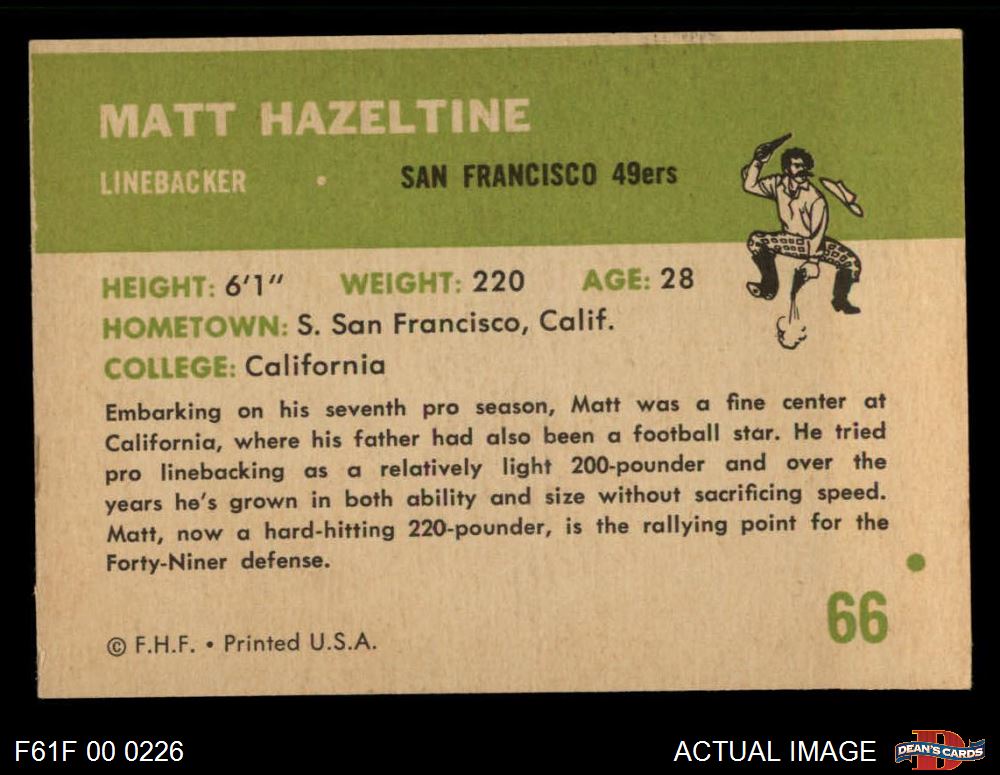 MATT HAZELTINE
LINEBACKER • SAN FRANCISCO 49ers
HEIGHT: 6'1" WEIGHT: 220 AGE: 28
HOMETOWN: S. San Francisco, Calif.
COLLEGE: California
Embarking on his seventh pro season, Matt was a fine center at
California, where his father had also been a football star. He tried
pro linebacking as a relatively light 200-pounder and over the
years he's grown in both ability and size without sacrificing speed.
Matt, now a hard-hitting 220-pounder, is the rallying point for the
Forty-Niner defense.
66
© F.H.F. • Printed U.S.A.
F61F 00 0226
ACTUAL IMAGE
D
DEAN'S CARDS